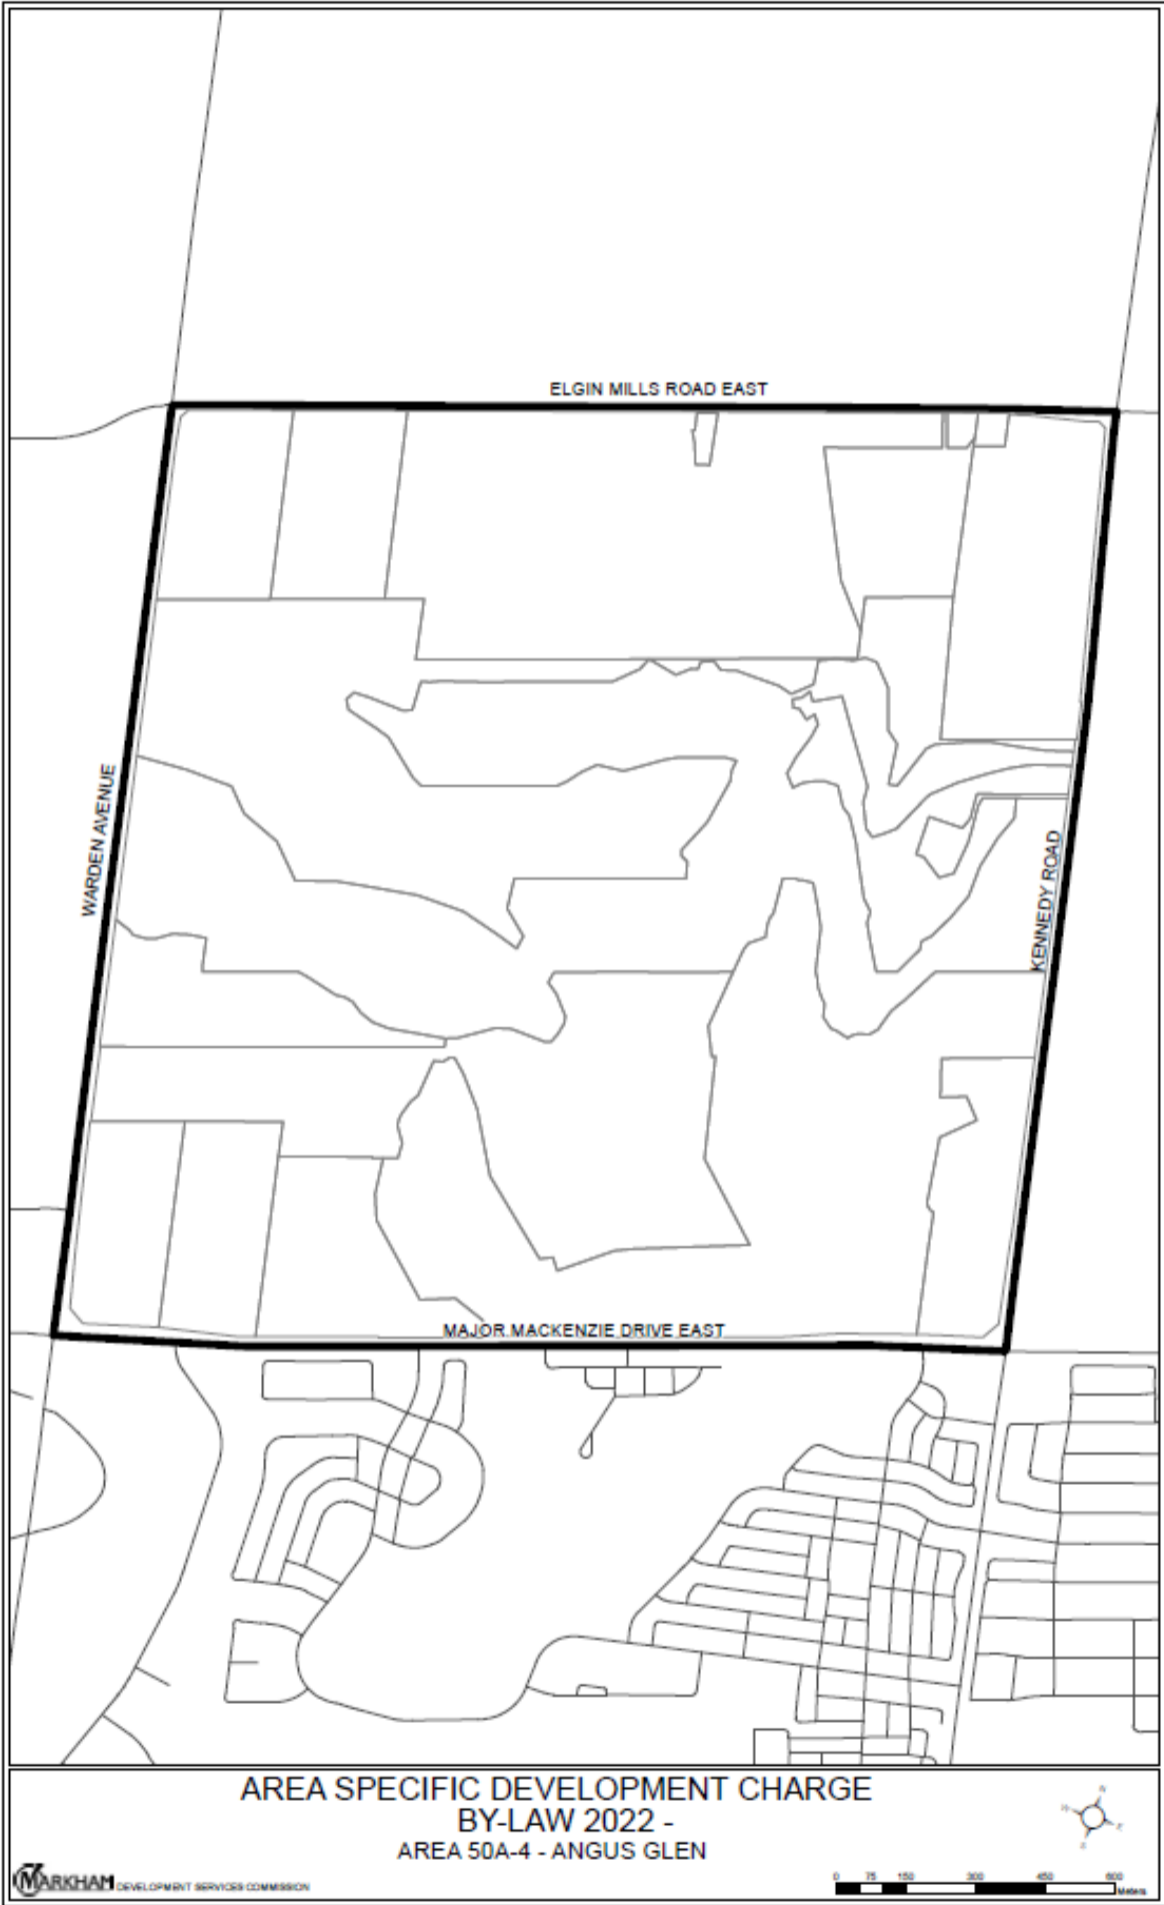 ELGIN MILLS ROAD EAST
WARDEN AVENUE
KENNEDY ROAD
MAJOR MACKENZIE DRIVE EAST
AREA SPECIFIC DEVELOPMENT CHARGE
BY-LAW 2022 -
AREA 50A-4 - ANGUS GLEN
MARKHAM DEVELOPMENT SERVICES COMMISSION
N
W
E
S
0 75 150 300 450 600
Meters